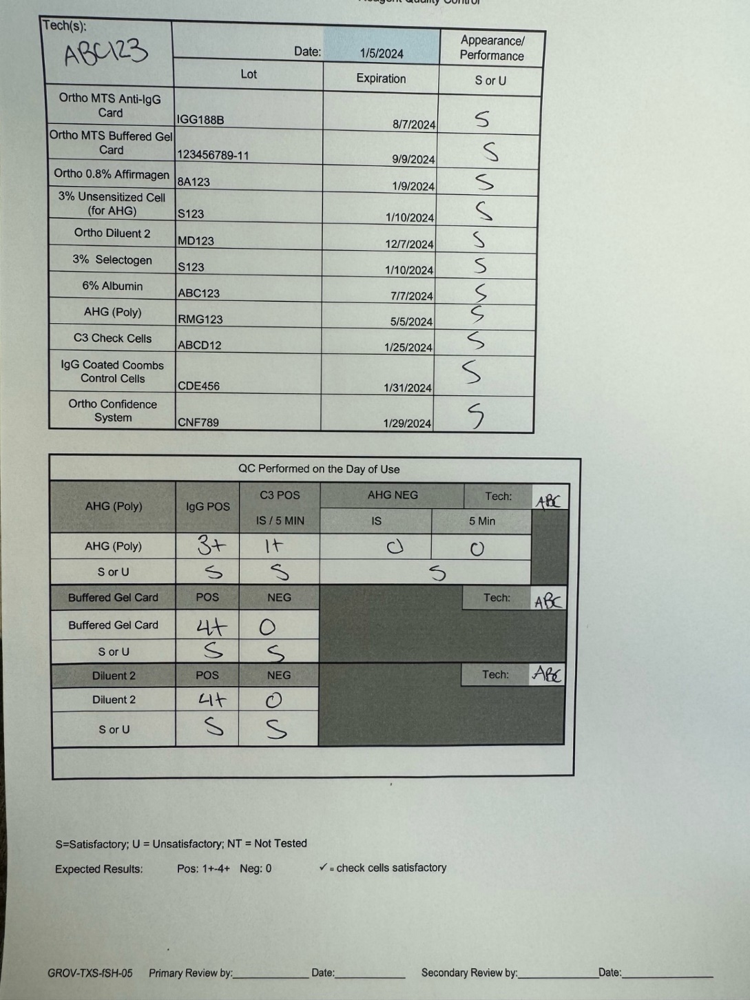 Reagent Quality Control
Tech(s):
ABC123
Date: 1/5/2024
Appearance/
Performance
Lot Expiration S or U
Ortho MTS Anti-IgG
Card
IGG188B 8/7/2024 S
Ortho MTS Buffered Gel
Card
123456789-11 9/9/2024 S
Ortho 0.8% Affirmagen 8A123 1/9/2024 S
3% Unsensitized Cell
(for AHG)
S123 1/10/2024 S
Ortho Diluent 2 MD123 12/7/2024 S
3% Selectogen S123 1/10/2024 S
6% Albumin ABC123 7/7/2024 S
AHG (Poly) RMG123 5/5/2024 S
C3 Check Cells ABCD12 1/25/2024 S
IgG Coated Coombs
Control Cells
CDE456 1/31/2024 S
Ortho Confidence
System
CNF789 1/29/2024 S
QC Performed on the Day of Use
AHG (Poly) IgG POS C3 POS AHG NEG Tech: ABC
IS / 5 MIN IS 5 Min
AHG (Poly) 3+ 1+ 0 0
S or U S S S
Buffered Gel Card POS NEG Tech: ABC
Buffered Gel Card 4+ 0
S or U S S
Diluent 2 POS NEG Tech: ABC
Diluent 2 4+ 0
S or U S S
S=Satisfactory; U = Unsatisfactory; NT = Not Tested
Expected Results: Pos: 1+-4+ Neg: 0 ✓ = check cells satisfactory
GROV-TXS-fSH-05 Primary Review by:__________ Date:__________ Secondary Review by:__________ Date:__________